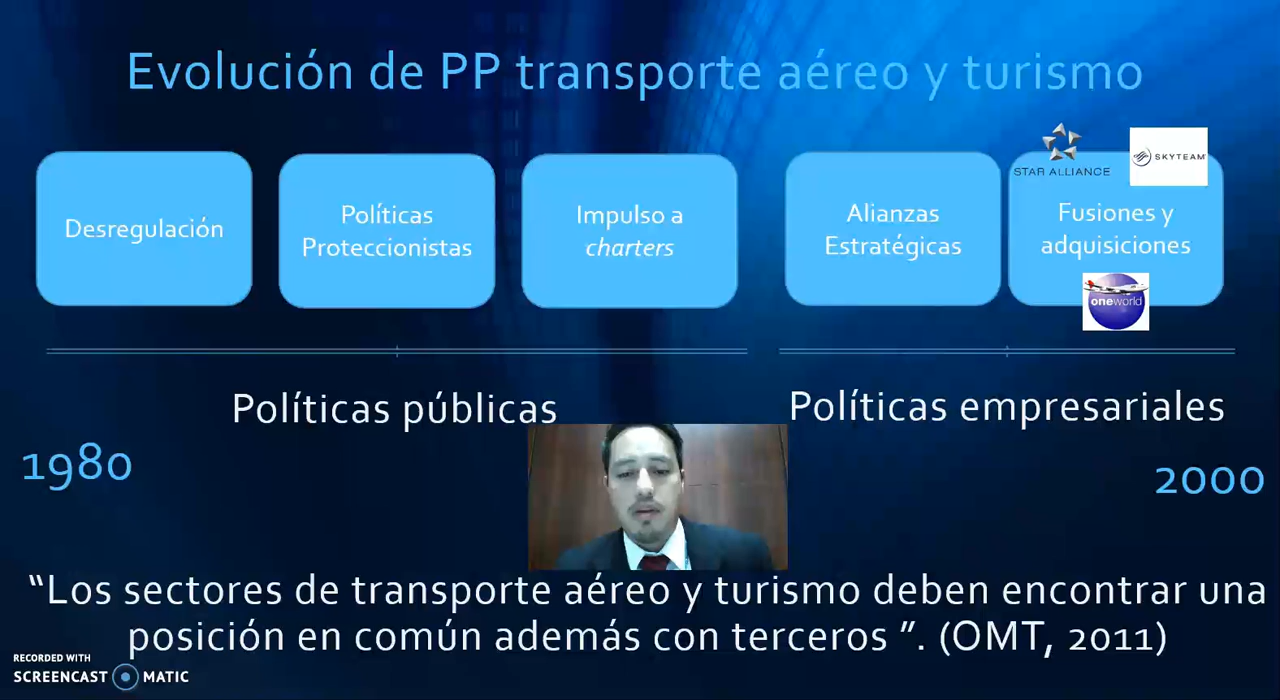 Evolución de PP transporte aéreo y turismo
Desregulación
Políticas
Proteccionistas
Impulso a
charters
Alianzas
Estratégicas
STAR ALLIANCE
SKYTEAM
Fusiones y
adquisiciones
oneworld
Políticas públicas
Políticas empresariales
1980
2000
“Los sectores de transporte aéreo y turismo deben encontrar una
posición en común además con terceros ”. (OMT, 2011)
RECORDED WITH
SCREENCAST MATIC